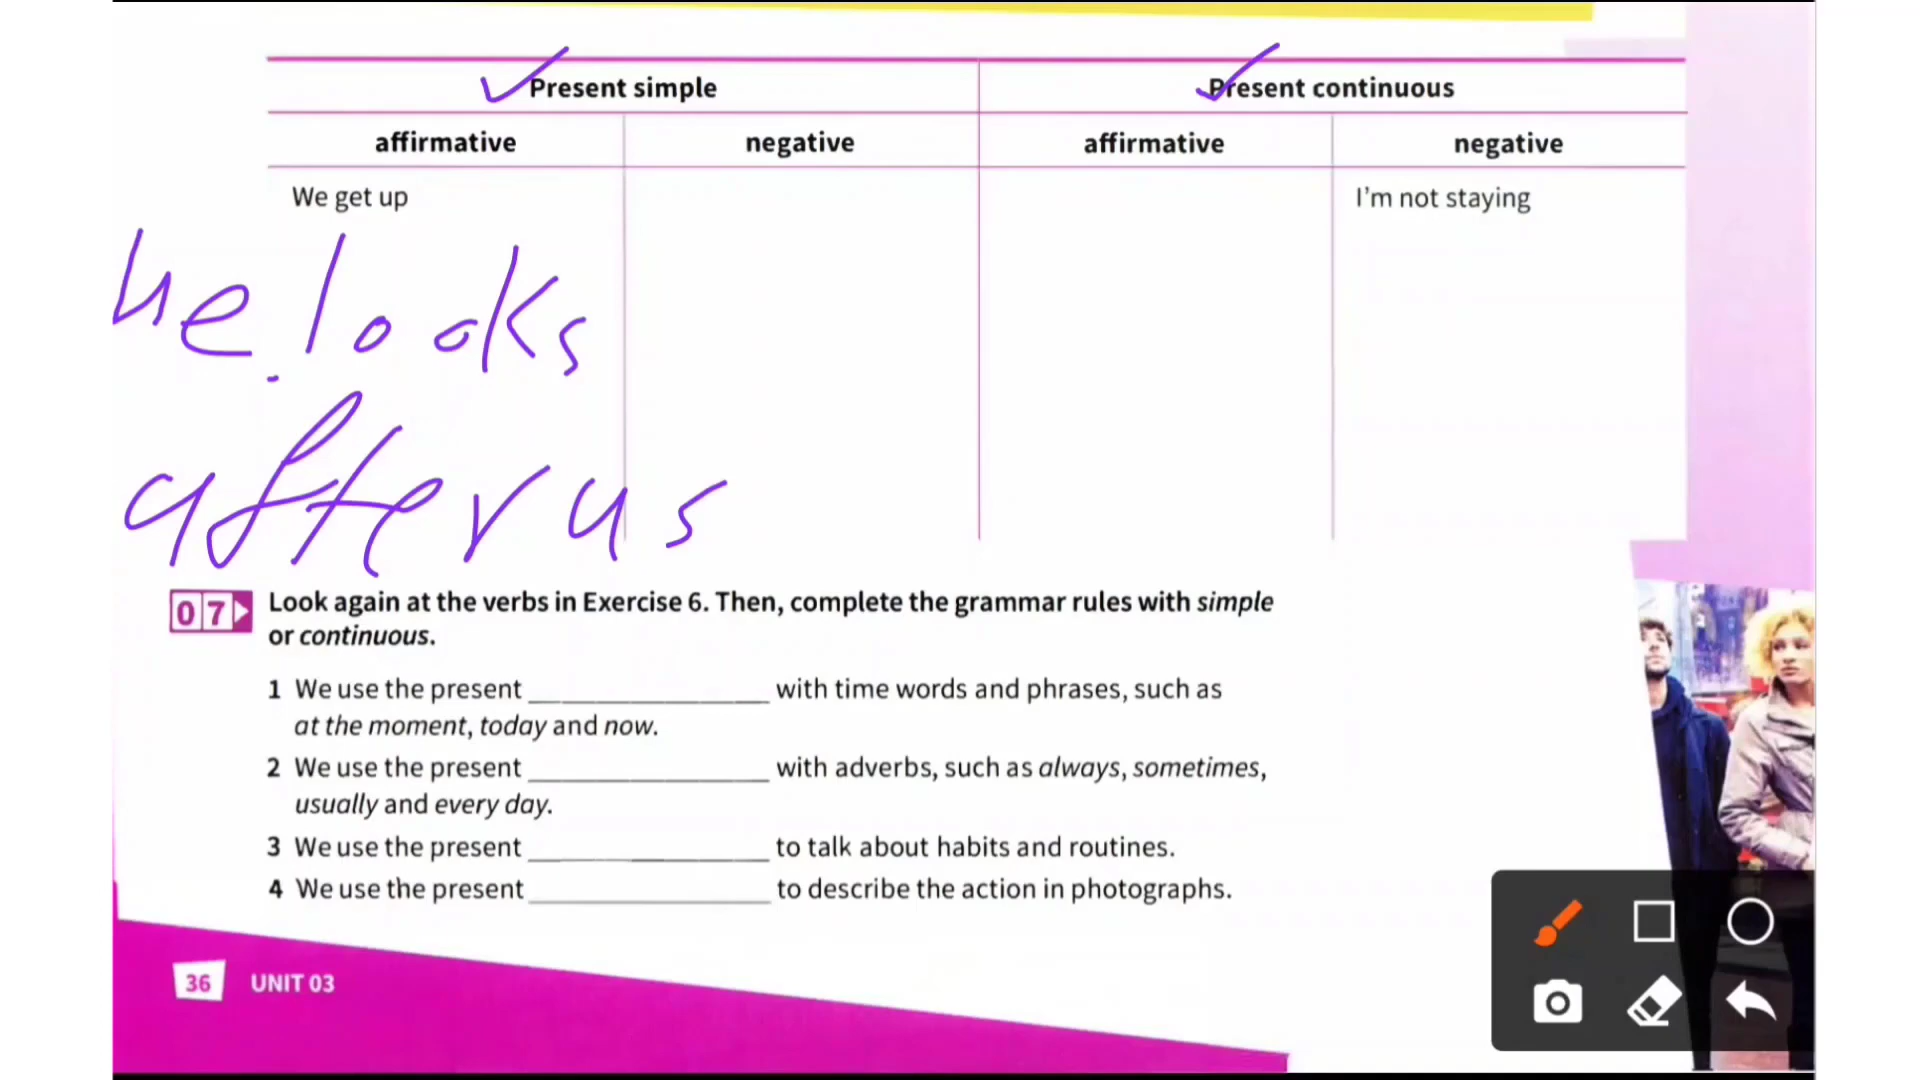 Present simple Present continuous
affirmative negative affirmative negative
We get up I'm not staying
he looks
after us
07 Look again at the verbs in Exercise 6. Then, complete the grammar rules with simple
or continuous.
1 We use the present ________ with time words and phrases, such as
at the moment, today and now.
2 We use the present ________ with adverbs, such as always, sometimes,
usually and every day.
3 We use the present ________ to talk about habits and routines.
4 We use the present ________ to describe the action in photographs.
36 UNIT 03